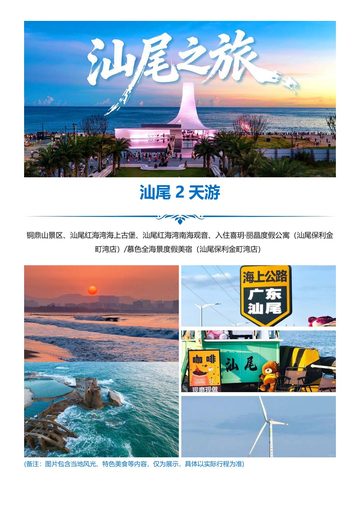 汕尾之旅
汕尾 2 天游
铜鼎山景区、汕尾红海湾海上古堡、汕尾红海湾南海观音、入住喜玥·丽晶度假公寓（汕尾保利金
町湾店）/慕色全海景度假美宿（汕尾保利金町湾店）
海上公路
广东
汕尾
咖啡
现磨现做
汕尾
(备注：图片包含当地风光、特色美食等内容，仅为展示，具体以实际行程为准)